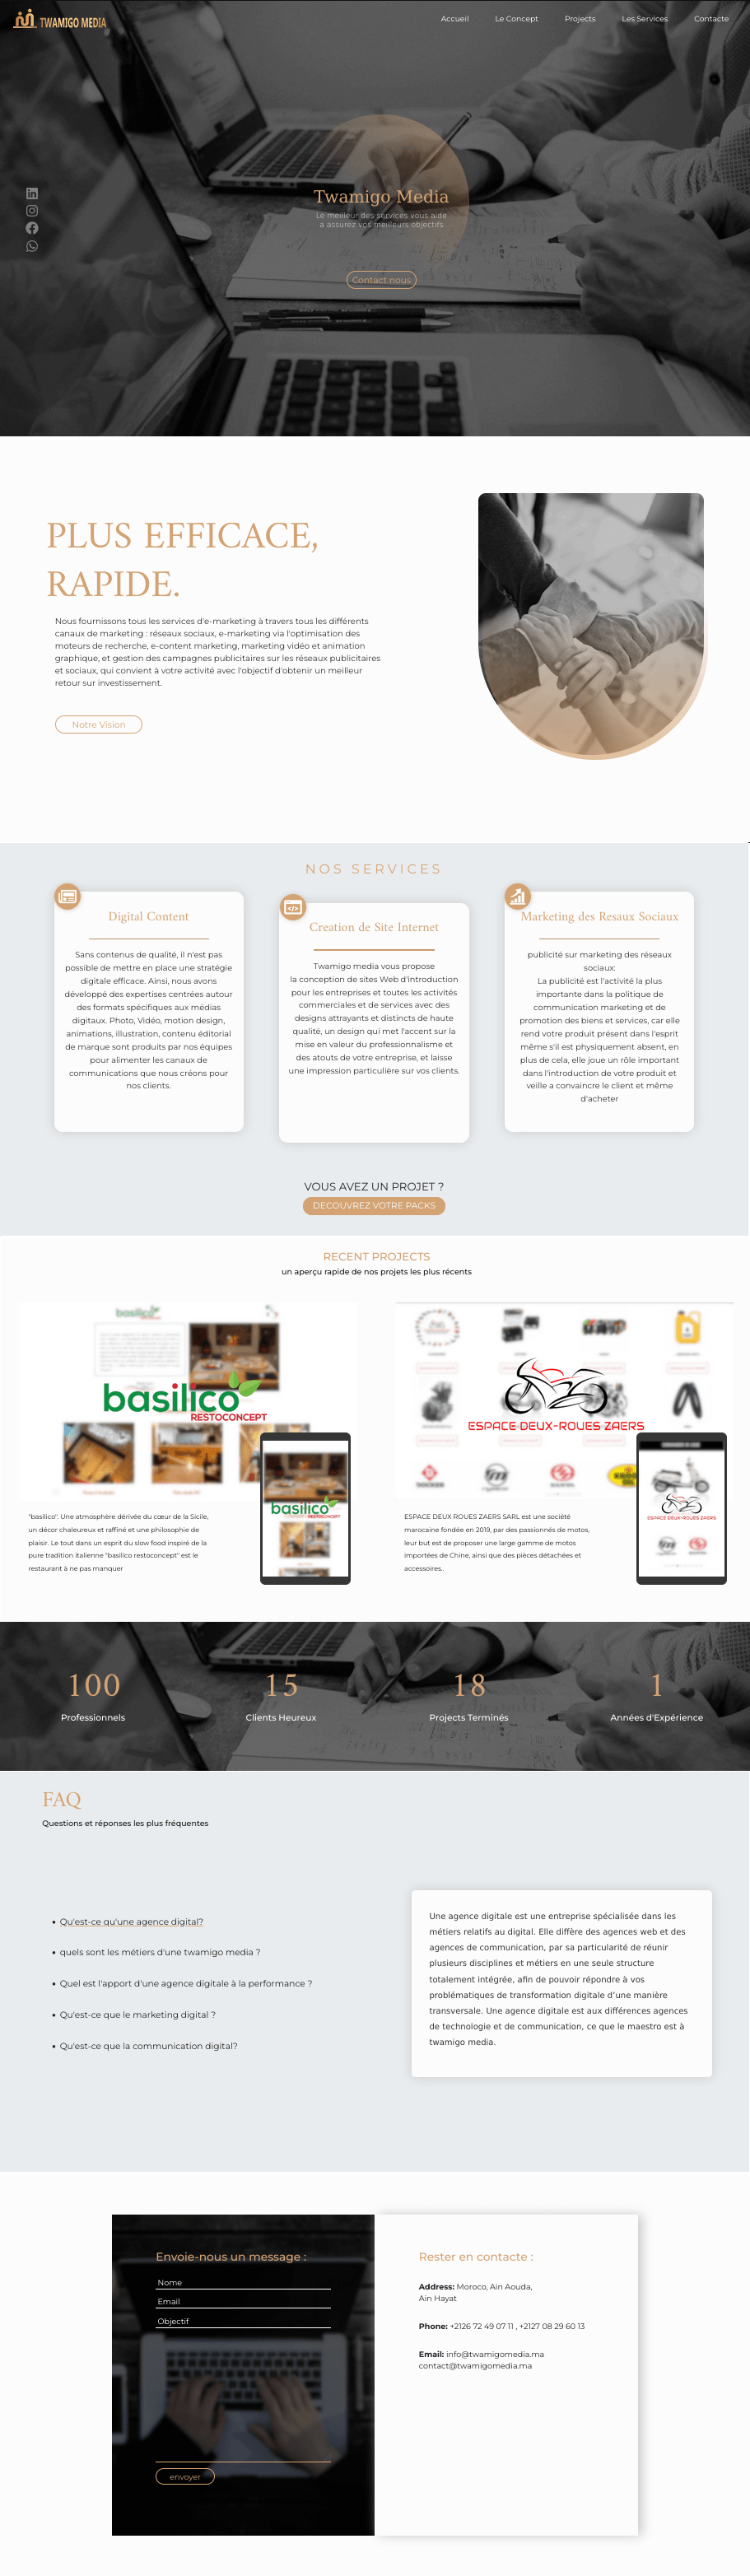 TWAMIGO MEDIA
Accueil Le Concept Projects Les Services Contacte
Twamigo Media
Le meilleur des services vous aide
a assurez vos meilleurs objectifs
Contact nous
PLUS EFFICACE,
RAPIDE.
Nous fournissons tous les services d'e-marketing à travers tous les différents
canaux de marketing : réseaux sociaux, e-marketing via l'optimisation des
moteurs de recherche, e-content marketing, marketing vidéo et animation
graphique, et gestion des campagnes publicitaires sur les réseaux publicitaires
et sociaux, qui convient à votre activité avec l'objectif d'obtenir un meilleur
retour sur investissement.
Notre Vision
NOS SERVICES
Digital Content
Sans contenus de qualité, il n'est pas
possible de mettre en place une stratégie
digitale efficace. Ainsi, nous avons
développé des expertises centrées autour
des formats spécifiques aux médias
digitaux. Photo, Vidéo, motion design,
animations, illustration, contenu éditorial
de marque sont produits par nos équipes
pour alimenter les canaux de
communications que nous créons pour
nos clients.
Creation de Site Internet
Twamigo media vous propose
la conception de sites Web d'introduction
pour les entreprises et toutes les activités
commerciales et de services avec des
designs attrayants et distincts de haute
qualité, un design qui met l'accent sur la
mise en valeur du professionnalisme et
des atouts de votre entreprise, et laisse
une impression particulière sur vos clients.
Marketing des Resaux Sociaux
publicité sur marketing des réseaux
sociaux:
La publicité est l'activité la plus
importante dans la politique de
communication marketing et de
promotion des biens et services, car elle
rend votre produit présent dans l'esprit
même s'il est physiquement absent, en
plus de cela, elle joue un rôle important
dans l'introduction de votre produit et
veille a convaincre le client et même
d'acheter
VOUS AVEZ UN PROJET ?
DECOUVREZ VOTRE PACKS
RECENT PROJECTS
un aperçu rapide de nos projets les plus récents
basilico
basilico
RESTOCONCEPT
basilico
RESTOCONCEPT
"basilico". Une atmosphère dérivée du cœur de la Sicile,
un décor chaleureux et raffiné et une philosophie de
plaisir. Le tout dans un esprit du slow food inspiré de la
pure tradition italienne "basilico restoconcept" est le
restaurant à ne pas manquer
ESPACE DEUX-ROUES ZAERS
ESPACE DEUX-ROUES ZAERS
ESPACE DEUX ROUES ZAERS SARL est une société
marocaine fondée en 2019, par des passionnés de motos,
leur but est de proposer une large gamme de motos
importées de Chine, ainsi que des pièces détachées et
accessoires..
100 15 18 1
Professionnels Clients Heureux Projects Terminés Années d'Expérience
FAQ
Questions et réponses les plus fréquentes
• Qu'est-ce qu'une agence digital?
• quels sont les métiers d'une twamigo media ?
• Quel est l'apport d'une agence digitale à la performance ?
• Qu'est-ce que le marketing digital ?
• Qu'est-ce que la communication digital?
Une agence digitale est une entreprise spécialisée dans les
métiers relatifs au digital. Elle diffère des agences web et des
agences de communication, par sa particularité de réunir
plusieurs disciplines et métiers en une seule structure
totalement intégrée, afin de pouvoir répondre à vos
problématiques de transformation digitale d'une manière
transversale. Une agence digitale est aux différences agences
de technologie et de communication, ce que le maestro est à
twamigo media.
Envoie-nous un message :
Nome
Email
Objectif
envoyer
Rester en contacte :
Address: Moroco, Ain Aouda,
Ain Hayat
Phone: +2126 72 49 07 11 , +2127 08 29 60 13
Email: info@twamigomedia.ma
contact@twamigomedia.ma